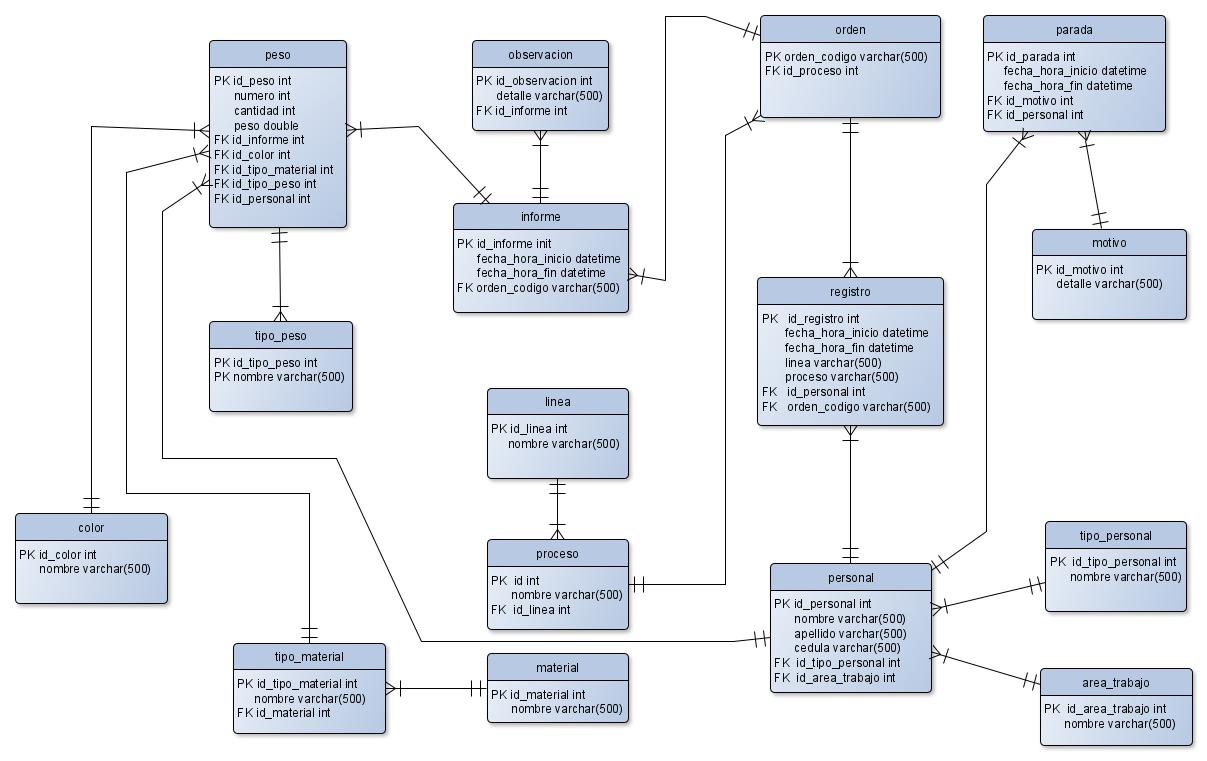 peso
PK id_peso int
numero int
cantidad int
peso double
FK id_informe int
FK id_color int
FK id_tipo_material int
FK id_tipo_peso int
FK id_personal int
observacion
PK id_observacion int
detalle varchar(500)
FK id_informe int
orden
PK orden_codigo varchar(500)
FK id_proceso int
parada
PK id_parada int
fecha_hora_inicio datetime
fecha_hora_fin datetime
FK id_motivo int
FK id_personal int
informe
PK id_informe init
fecha_hora_inicio datetime
fecha_hora_fin datetime
FK orden_codigo varchar(500)
motivo
PK id_motivo int
detalle varchar(500)
registro
PK id_registro int
fecha_hora_inicio datetime
fecha_hora_fin datetime
linea varchar(500)
proceso varchar(500)
FK id_personal int
FK orden_codigo varchar(500)
tipo_peso
PK id_tipo_peso int
PK nombre varchar(500)
linea
PK id_linea int
nombre varchar(500)
color
PK id_color int
nombre varchar(500)
proceso
PK id int
nombre varchar(500)
FK id_linea int
personal
PK id_personal int
nombre varchar(500)
apellido varchar(500)
cedula varchar(500)
FK id_tipo_personal int
FK id_area_trabajo int
tipo_personal
PK id_tipo_personal int
nombre varchar(500)
tipo_material
PK id_tipo_material int
nombre varchar(500)
FK id_material int
material
PK id_material int
nombre varchar(500)
area_trabajo
PK id_area_trabajo int
nombre varchar(500)